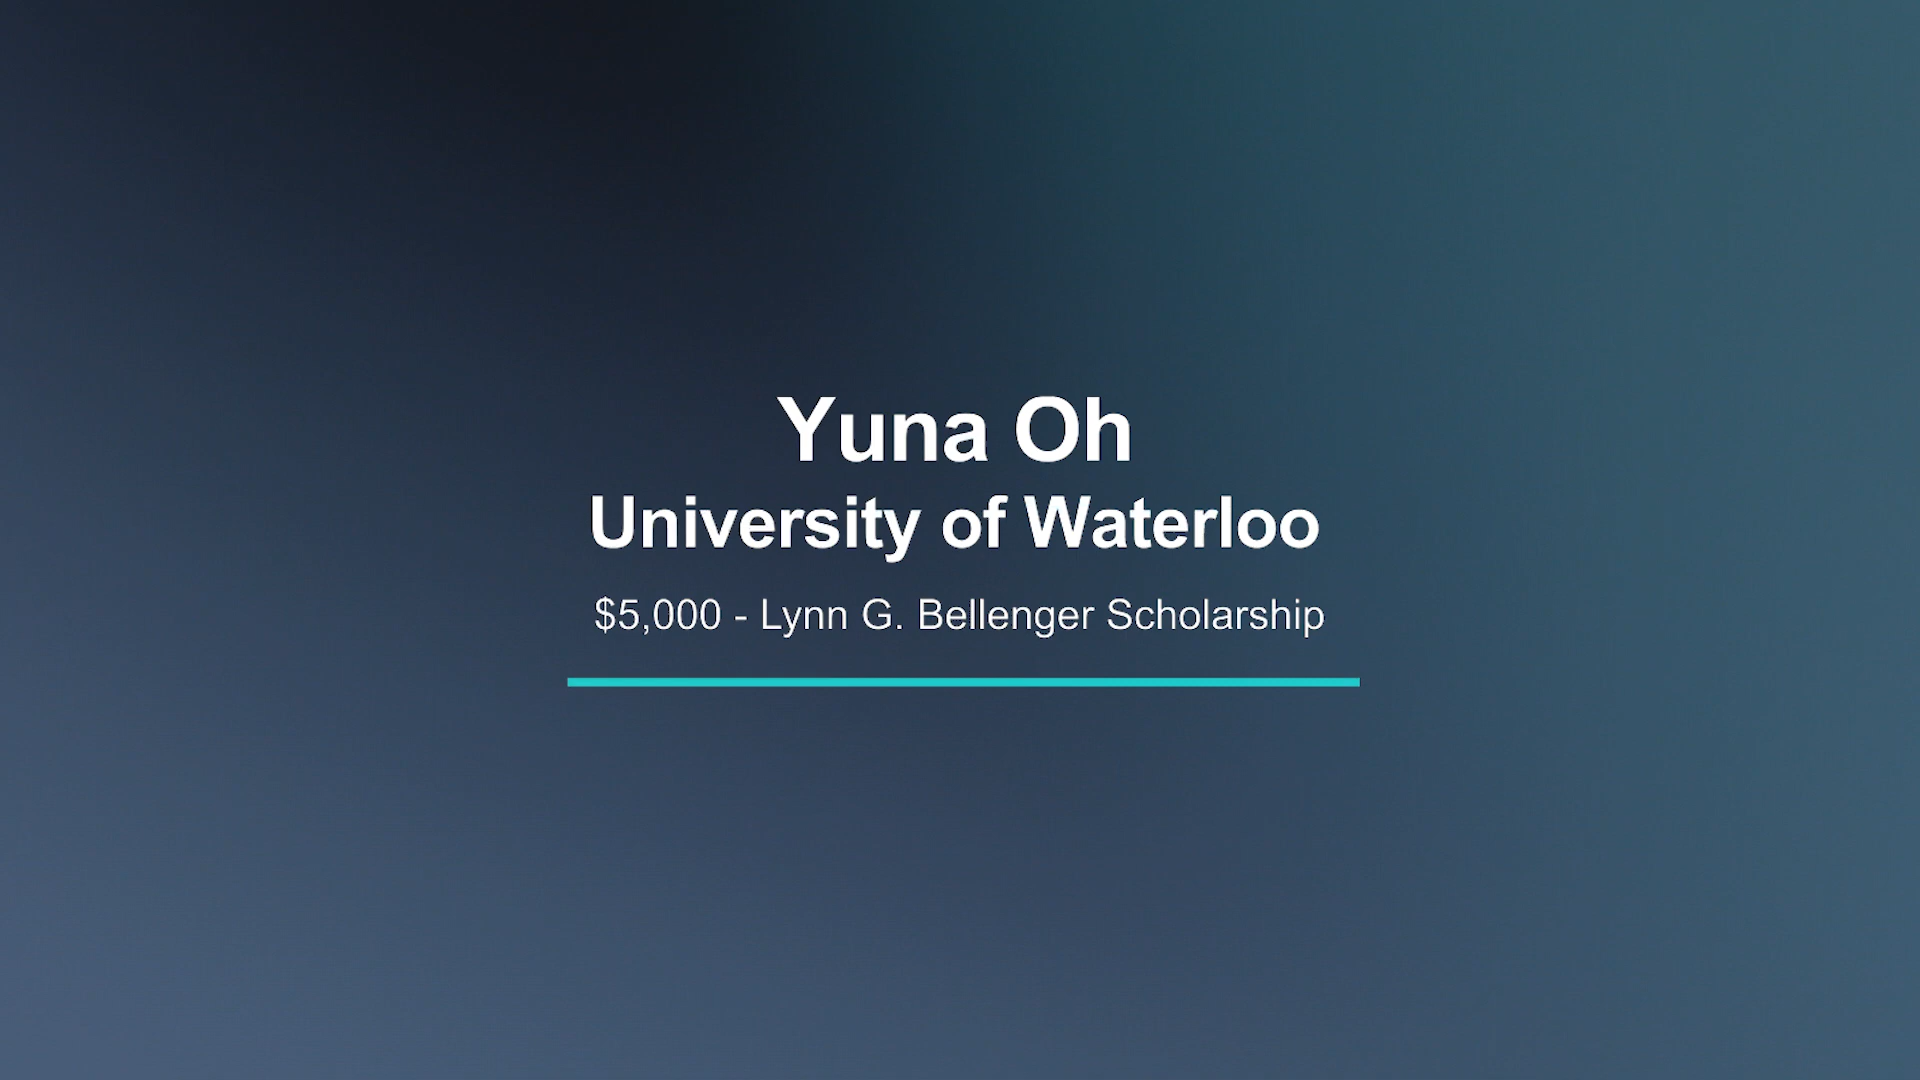 Yuna Oh
University of Waterloo
$5,000 - Lynn G. Bellenger Scholarship